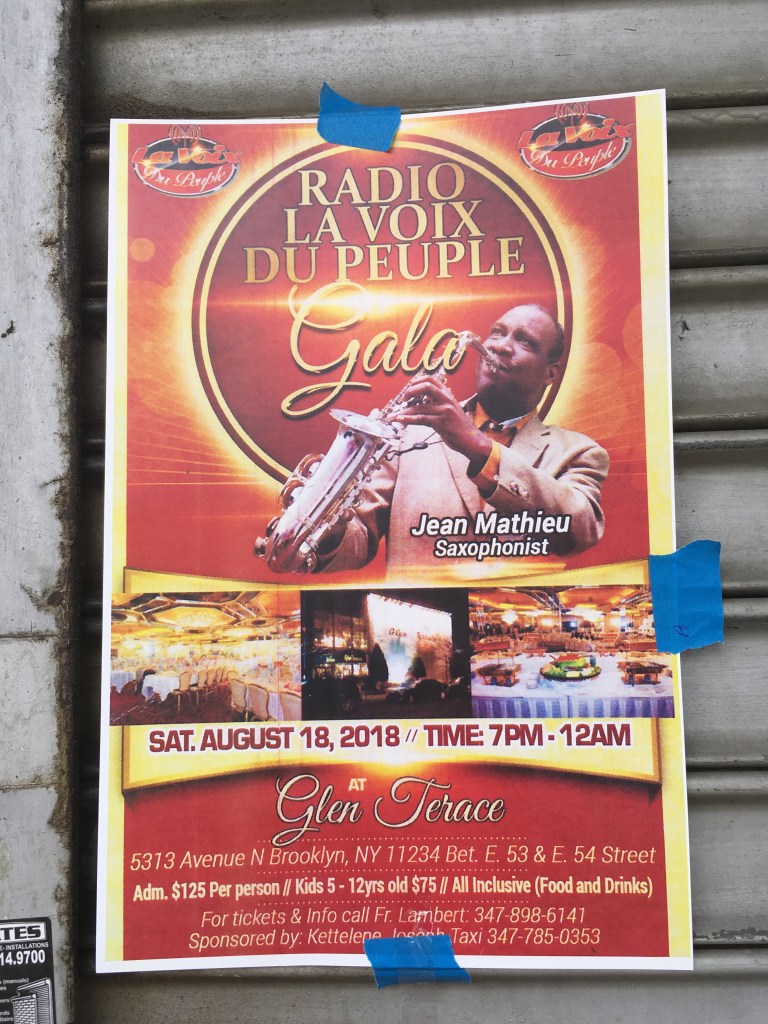 La Voix
Du Peuple
La Voix
Du Peuple
RADIO
LA VOIX
DU PEUPLE
Gala
Jean Mathieu
Saxophonist
Glen
SAT. AUGUST 18, 2018 // TIME: 7PM - 12AM
AT
Glen Terace
5313 Avenue N Brooklyn, NY 11234 Bet. E. 53 & E. 54 Street
Adm. $125 Per person // Kids 5 - 12yrs old $75 // All Inclusive (Food and Drinks)
For tickets & Info call Fr. Lambert: 347-898-6141
Sponsored by: Kettelene Joseph Taxi 347-785-0353
TES
- INSTALLATIONS
14.9700
(manuals)